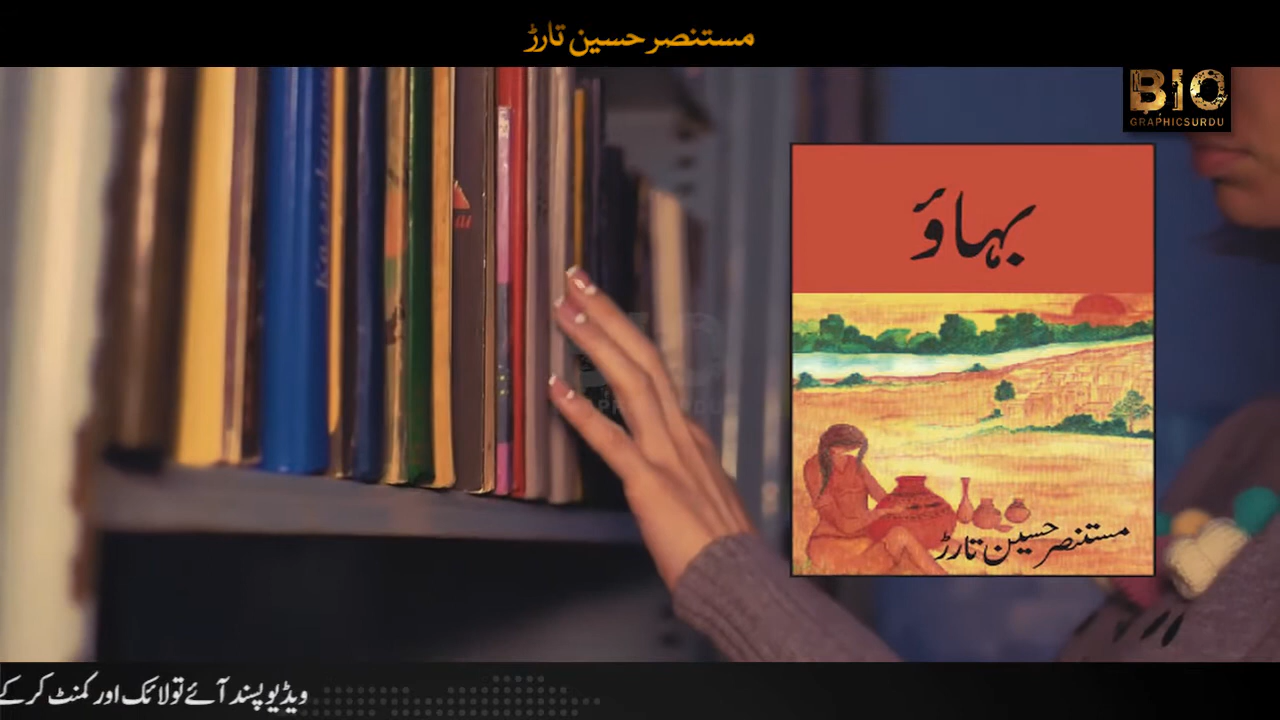 مستنصر حسین تارڑ
BIO
GRAPHICSURDU
بہاؤ
مستنصر حسین تارڑ
ویڈیو پسند آئے تو لائک اور کمنٹ کر کے